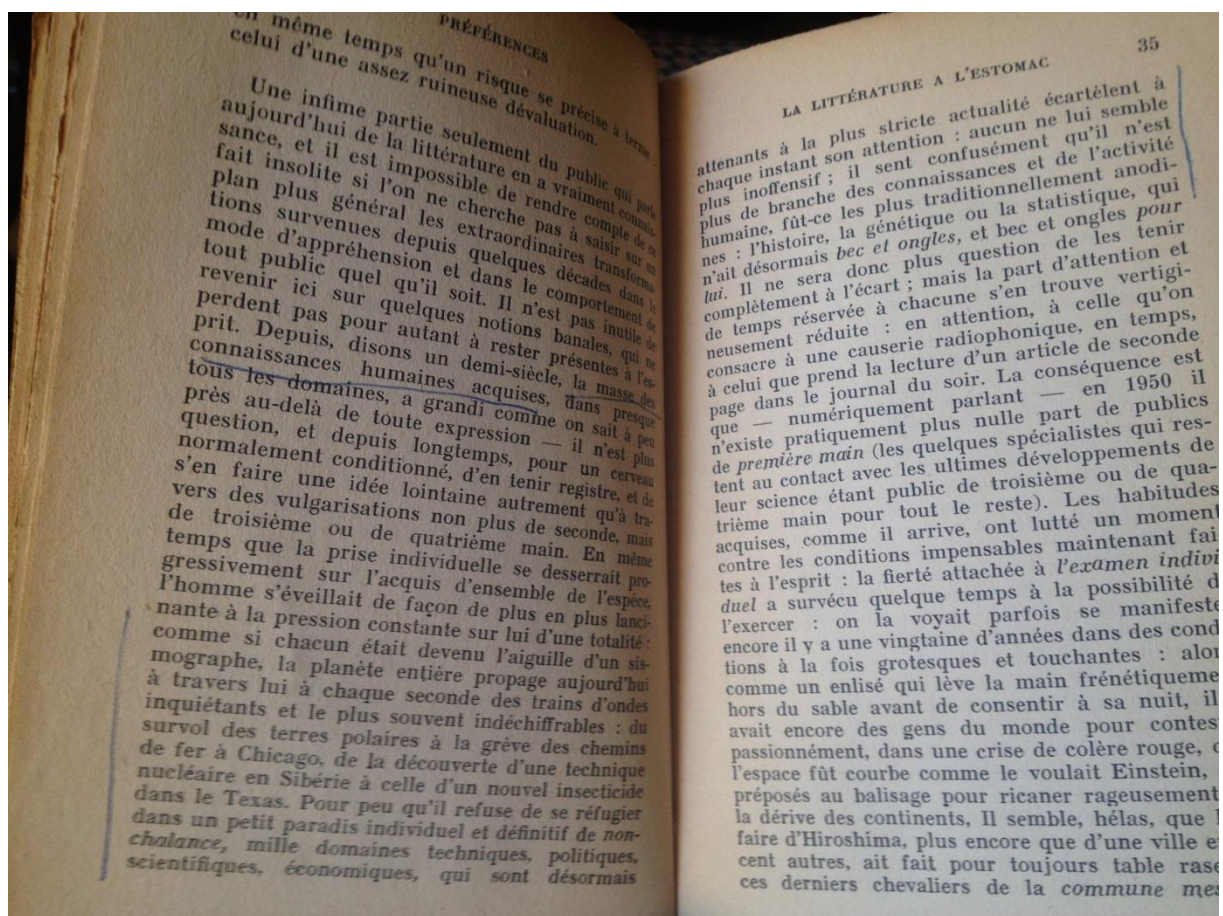 PRÉFÉRENCES
en même temps qu'un risque se précise à terme
celui d'une assez ruineuse dévaluation.
Une infime partie seulement du public qui parle
aujourd'hui de la littérature en a vraiment connais-
sance, et il est impossible de rendre compte de ce
fait insolite si l'on ne cherche pas à saisir sur un
plan plus général les extraordinaires transforma-
tions survenues depuis quelques décades dans le
mode d'appréhension et dans le comportement de
tout public quel qu'il soit. Il n'est pas inutile de
revenir ici sur quelques notions banales, qui ne
perdent pas pour autant à rester présentes à l'es-
prit. Depuis, disons un demi-siècle, la masse des
connaissances humaines acquises, dans presque
tous les domaines, a grandi comme on sait à peu
près au-delà de toute expression — il n'est plus
question, et depuis longtemps, pour un cerveau
normalement conditionné, d'en tenir registre, et de
s'en faire une idée lointaine autrement qu'à tra-
vers des vulgarisations non plus de seconde, mais
de troisième ou de quatrième main. En même
temps que la prise individuelle se desserrait pro-
gressivement sur l'acquis d'ensemble de l'espèce,
l'homme s'éveillait de façon de plus en plus lanci-
nante à la pression constante sur lui d'une totalité :
comme si chacun était devenu l'aiguille d'un sis-
mographe, la planète entière propage aujourd'hui
à travers lui à chaque seconde des trains d'ondes
inquiétants et le plus souvent indéchiffrables : du
survol des terres polaires à la grève des chemins
de fer à Chicago, de la découverte d'une technique
nucléaire en Sibérie à celle d'un nouvel insecticide
dans le Texas. Pour peu qu'il refuse de se réfugier
dans un petit paradis individuel et définitif de non-
chalance, mille domaines techniques, politiques,
scientifiques, économiques, qui sont désormais
LA LITTÉRATURE A L'ESTOMAC
35
attenants à la plus stricte actualité écartèlent à
chaque instant son attention : aucun ne lui semble
plus inoffensif ; il sent confusément qu'il n'est
plus de branche des connaissances et de l'activité
humaine, fût-ce les plus traditionnellement anodi-
nes : l'histoire, la génétique ou la statistique, qui
n'ait désormais bec et ongles, et bec et ongles pour
lui. Il ne sera donc plus question de les tenir
complètement à l'écart ; mais la part d'attention et
de temps réservée à chacune s'en trouve vertigi-
neusement réduite : en attention, à celle qu'on
consacre à une causerie radiophonique, en temps,
à celui que prend la lecture d'un article de seconde
page dans le journal du soir. La conséquence est
que — numériquement parlant — en 1950 il
n'existe pratiquement plus nulle part de publics
de première main (les quelques spécialistes qui res-
tent au contact avec les ultimes développements de
leur science étant public de troisième ou de qua-
trième main pour tout le reste). Les habitudes
acquises, comme il arrive, ont lutté un moment
contre les conditions impensables maintenant fai
tes à l'esprit : la fierté attachée à l'examen indivi
duel a survécu quelque temps à la possibilité d
l'exercer : on la voyait parfois se manifeste
encore il y a une vingtaine d'années dans des cond
tions à la fois grotesques et touchantes : alor
comme un enlisé qui lève la main frénétiqueme
hors du sable avant de consentir à sa nuit, il
avait encore des gens du monde pour contes
passionnément, dans une crise de colère rouge,
l'espace fût courbe comme le voulait Einstein,
préposés au balisage pour ricaner rageusement
la dérive des continents, Il semble, hélas, que
faire d'Hiroshima, plus encore que d'une ville e
cent autres, ait fait pour toujours table rase
ces derniers chevaliers de la commune mes